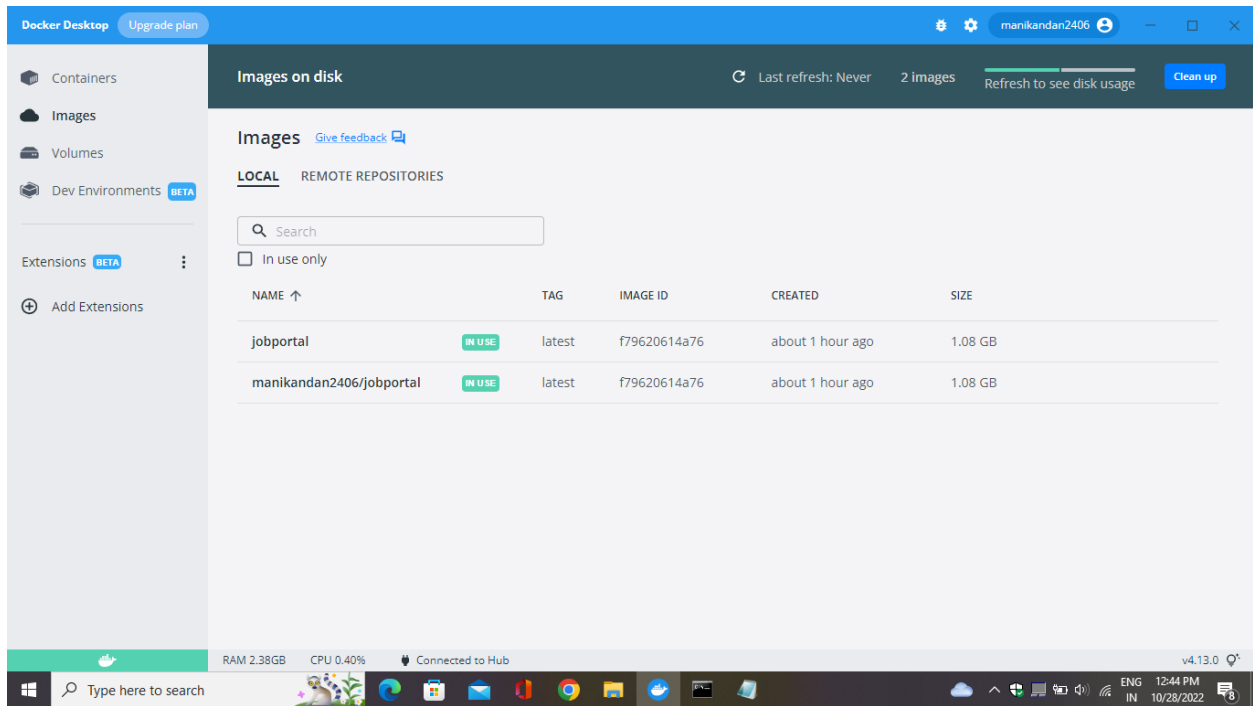 Docker Desktop Upgrade plan manikandan2406
Containers
Images
Volumes
Dev Environments BETA
Extensions BETA
Add Extensions
Images on disk Last refresh: Never 2 images Refresh to see disk usage Clean up
Images Give feedback
LOCAL REMOTE REPOSITORIES
Search
In use only
NAME TAG IMAGE ID CREATED SIZE
jobportal IN USE latest f79620614a76 about 1 hour ago 1.08 GB
manikandan2406/jobportal IN USE latest f79620614a76 about 1 hour ago 1.08 GB
RAM 2.38GB CPU 0.40% Connected to Hub v4.13.0
Type here to search ENG 12:44 PM
IN 10/28/2022 8